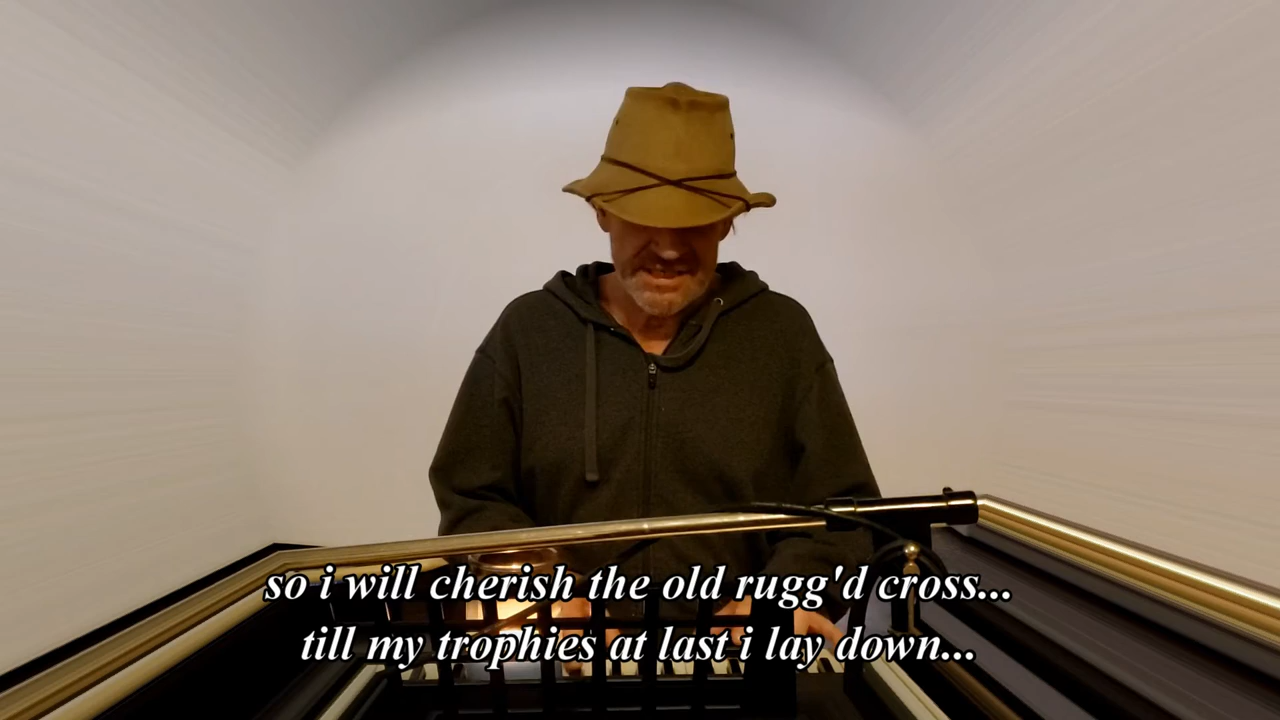 so i will cherish the old rugg'd cross...
till my trophies at last i lay down...